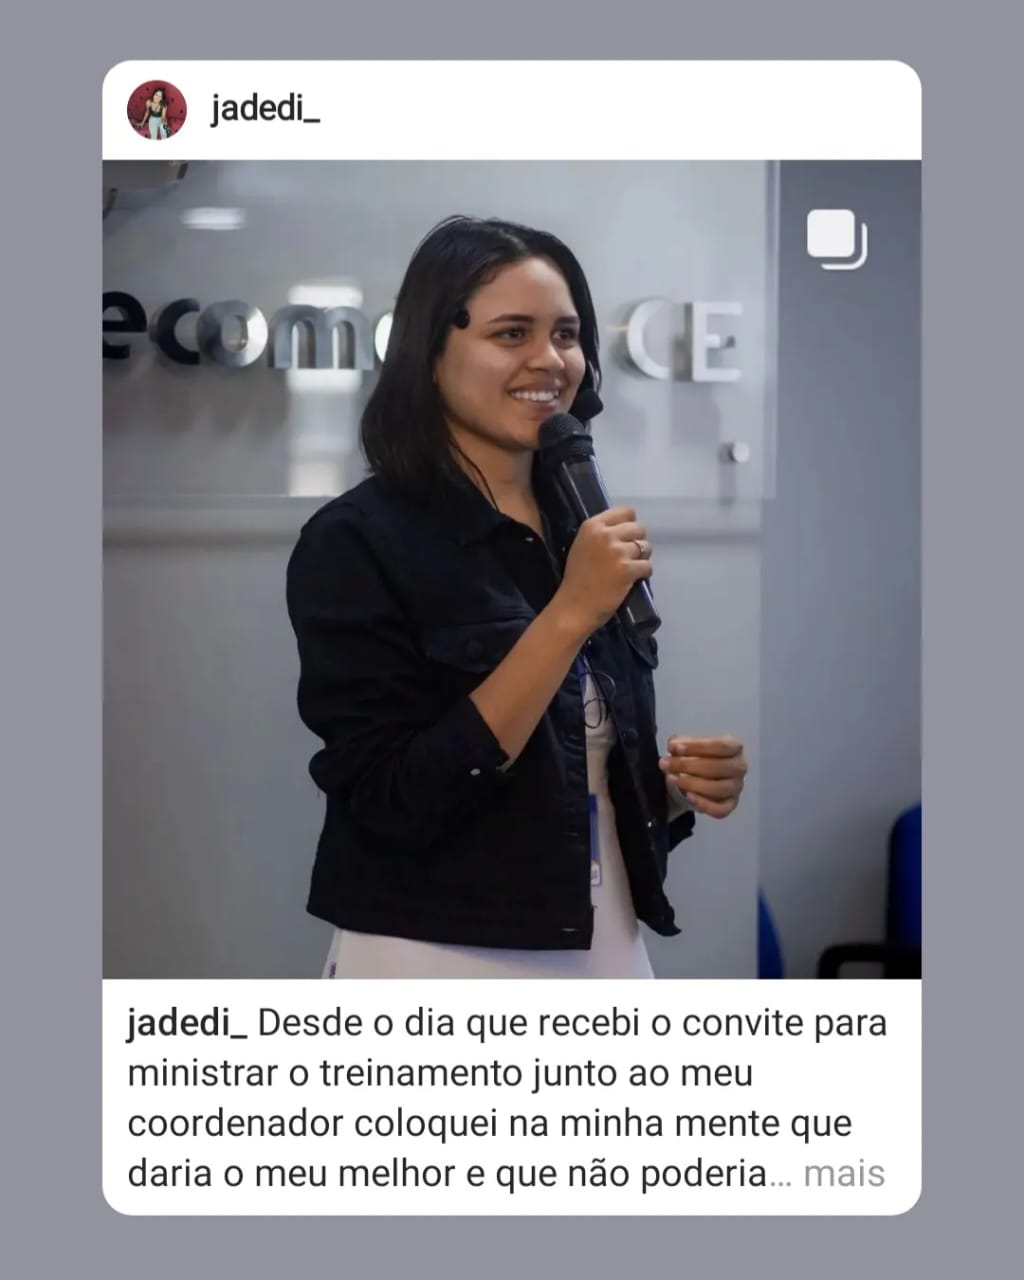 jadedi_
ecom
CE
jadedi_ Desde o dia que recebi o convite para
ministrar o treinamento junto ao meu
coordenador coloquei na minha mente que
daria o meu melhor e que não poderia... mais